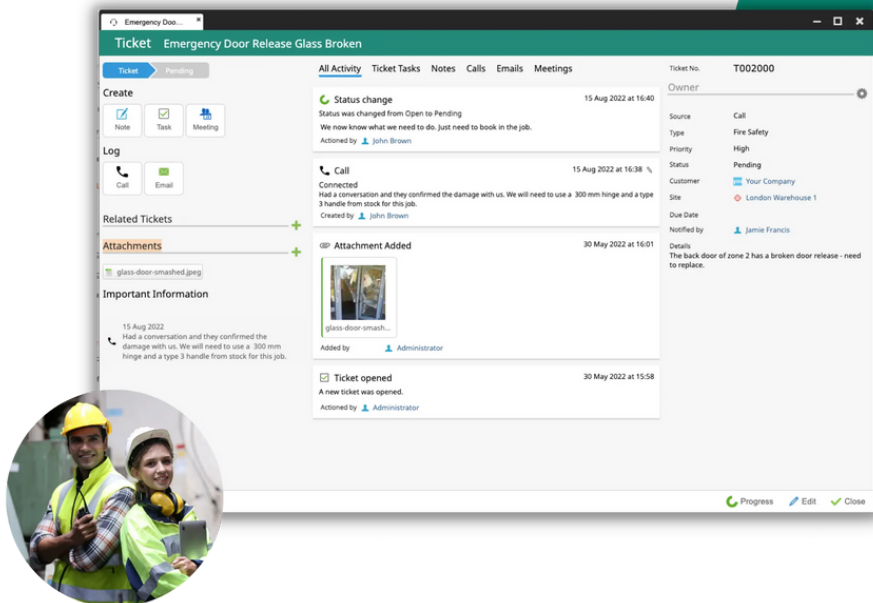 Emergency Doo...
Ticket Emergency Door Release Glass Broken
Ticket Pending
Create
Note Task Meeting
Log
Call Email
Related Tickets
Attachments
glass-door-smashed.jpeg
Important Information
15 Aug 2022
Had a conversation and they confirmed the
damage with us. We will need to use a 300 mm
hinge and a type 3 handle from stock for this job.
All Activity Ticket Tasks Notes Calls Emails Meetings
Status change 15 Aug 2022 at 16:40
Status was changed from Open to Pending
We now know what we need to do. Just need to book in the job.
Actioned by John Brown
Call 15 Aug 2022 at 16:38
Connected
Had a conversation and they confirmed the damage with us. We will need to use a 300 mm hinge and a type
3 handle from stock for this job.
Created by John Brown
Attachment Added 30 May 2022 at 16:01
glass-door-smash...
Added by Administrator
Ticket opened 30 May 2022 at 15:58
A new ticket was opened.
Actioned by Administrator
Ticket No. T002000
Owner
Source Call
Type Fire Safety
Priority High
Status Pending
Customer Your Company
Site London Warehouse 1
Due Date
Notified by Jamie Francis
Details
The back door of zone 2 has a broken door release - need
to replace.
Progress Edit Close